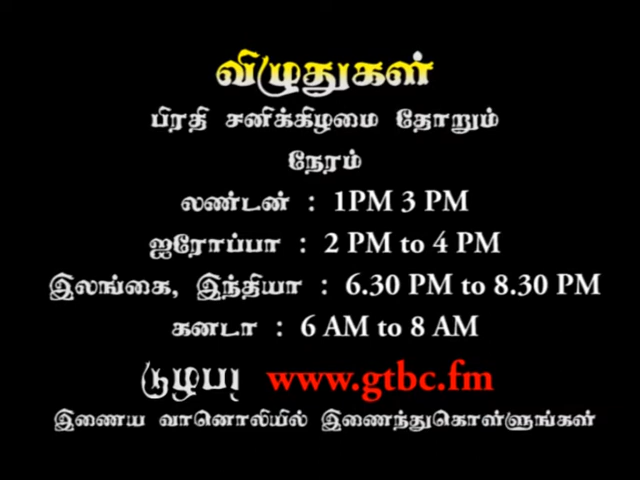 விழுதுகள்
பிரதி சனிக்கிழமை தோறும்
நேரம்
லண்டன் : 1PM 3 PM
ஐரோப்பா : 2 PM to 4 PM
இலங்கை, இந்தியா : 6.30 PM to 8.30 PM
கனடா : 6 AM to 8 AM
www.gtbc.fm
இணைய வானொலியில் இணைந்துகொள்ளுங்கள்